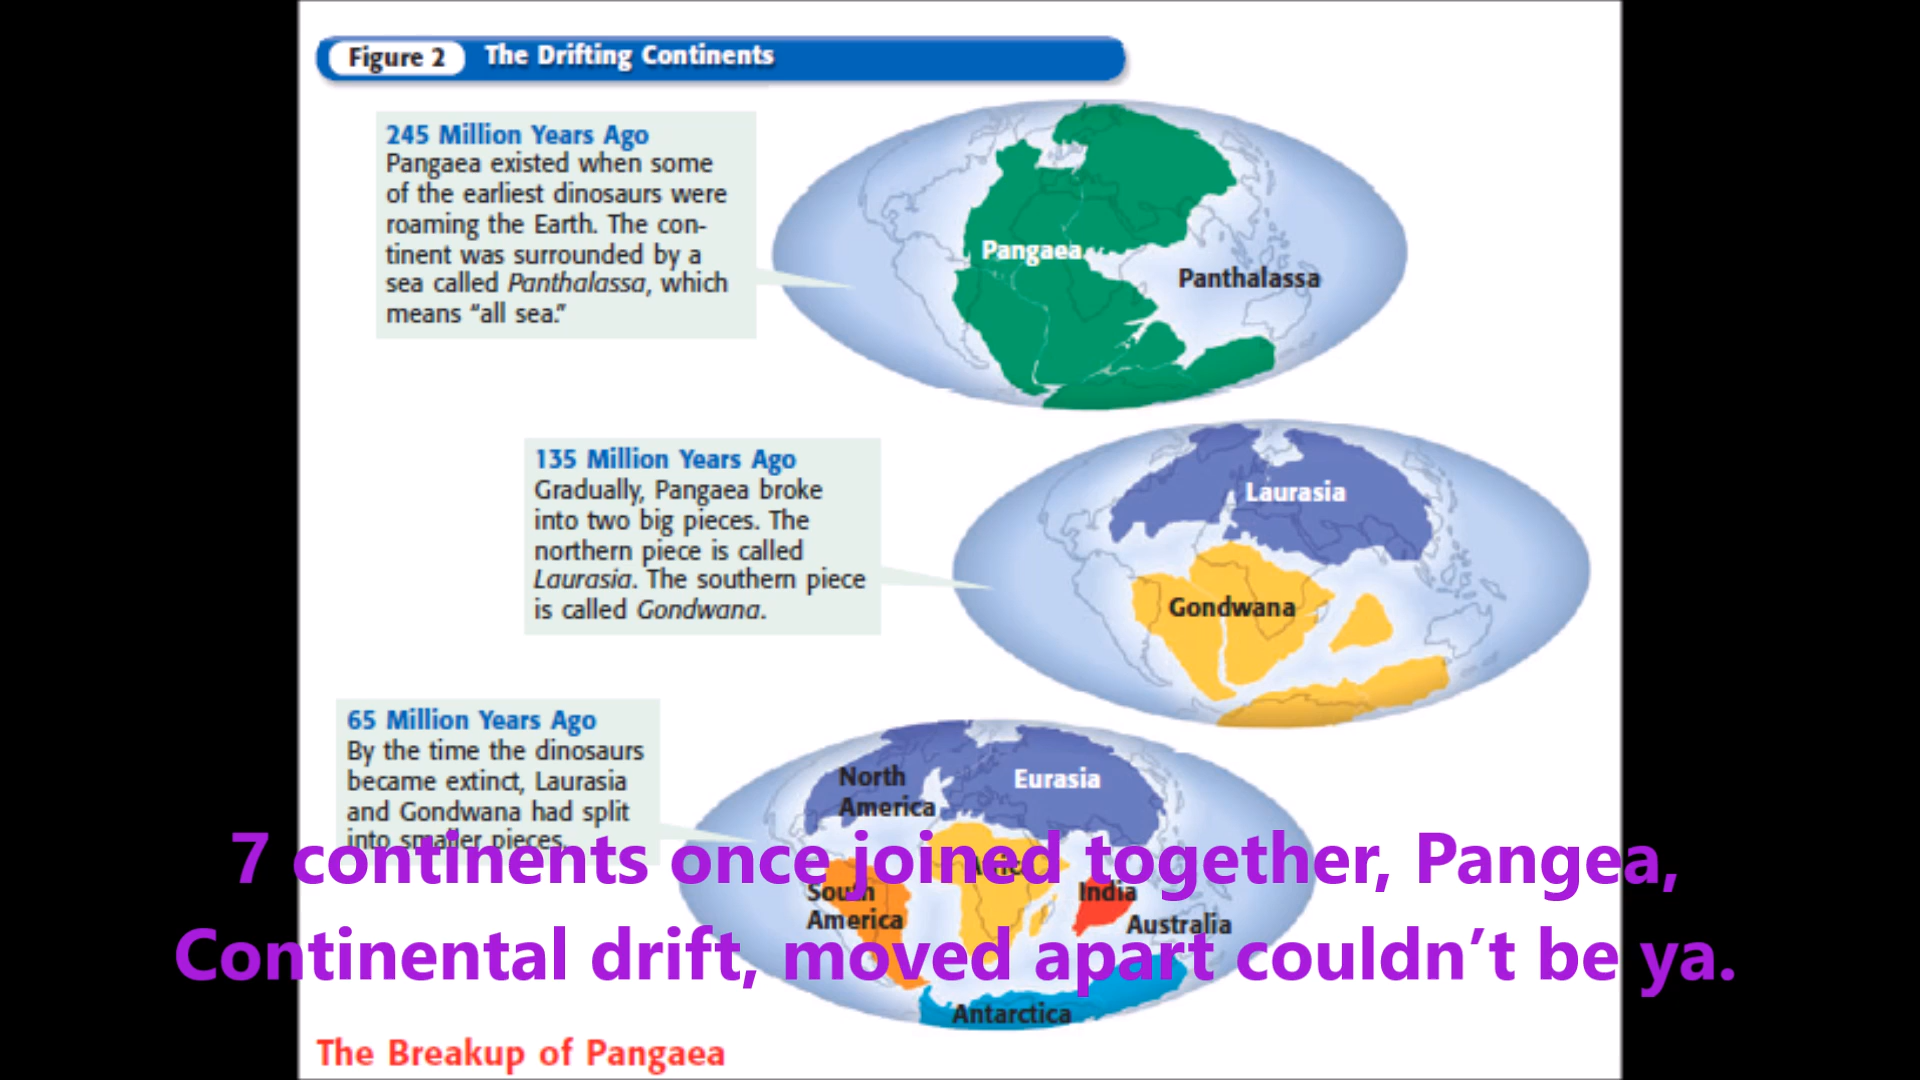 Figure 2 The Drifting Continents
245 Million Years Ago
Pangaea existed when some
of the earliest dinosaurs were
roaming the Earth. The con-
tinent was surrounded by a
sea called Panthalassa, which
means “all sea.”
Pangaea
Panthalassa
135 Million Years Ago
Gradually, Pangaea broke
into two big pieces. The
northern piece is called
Laurasia. The southern piece
is called Gondwana.
Laurasia
Gondwana
65 Million Years Ago
By the time the dinosaurs
became extinct, Laurasia
and Gondwana had split
into smaller pieces.
North
America
Eurasia
Africa
South
America
India
Australia
Antarctica
7 continents once joined together, Pangea,
Continental drift, moved apart couldn’t be ya.
The Breakup of Pangaea